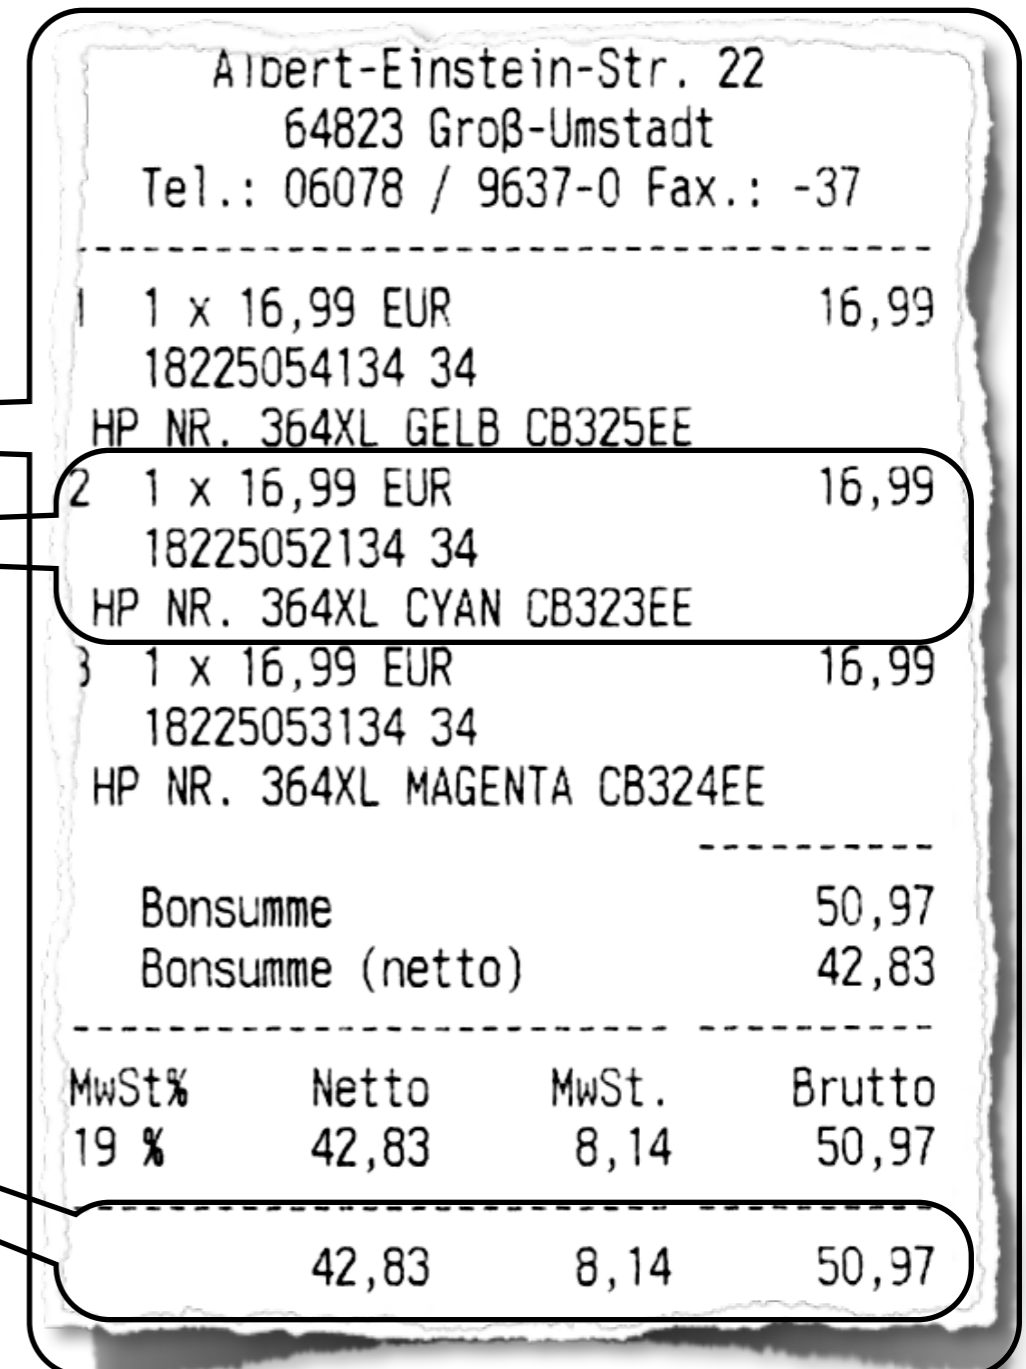 Albert-Einstein-Str. 22
64823 Groß-Umstadt
Tel.: 06078 / 9637-0 Fax.: -37
1 1 x 16,99 EUR 16,99
18225054134 34
HP NR. 364XL GELB CB325EE
2 1 x 16,99 EUR 16,99
18225052134 34
HP NR. 364XL CYAN CB323EE
3 1 x 16,99 EUR 16,99
18225053134 34
HP NR. 364XL MAGENTA CB324EE
Bonsumme 50,97
Bonsumme (netto) 42,83
MwSt% Netto MwSt. Brutto
19 % 42,83 8,14 50,97
42,83 8,14 50,97